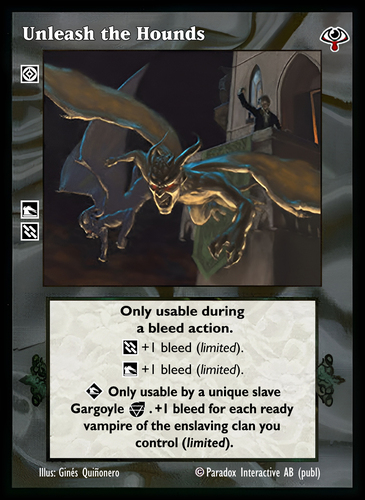 Unleash the Hounds
Only usable during
a bleed action.
+1 bleed (limited).
+1 bleed (limited).
Only usable by a unique slave
Gargoyle . +1 bleed for each ready
vampire of the enslaving clan you
control (limited).
Illus: Ginés Quiñonero © Paradox Interactive AB (publ)